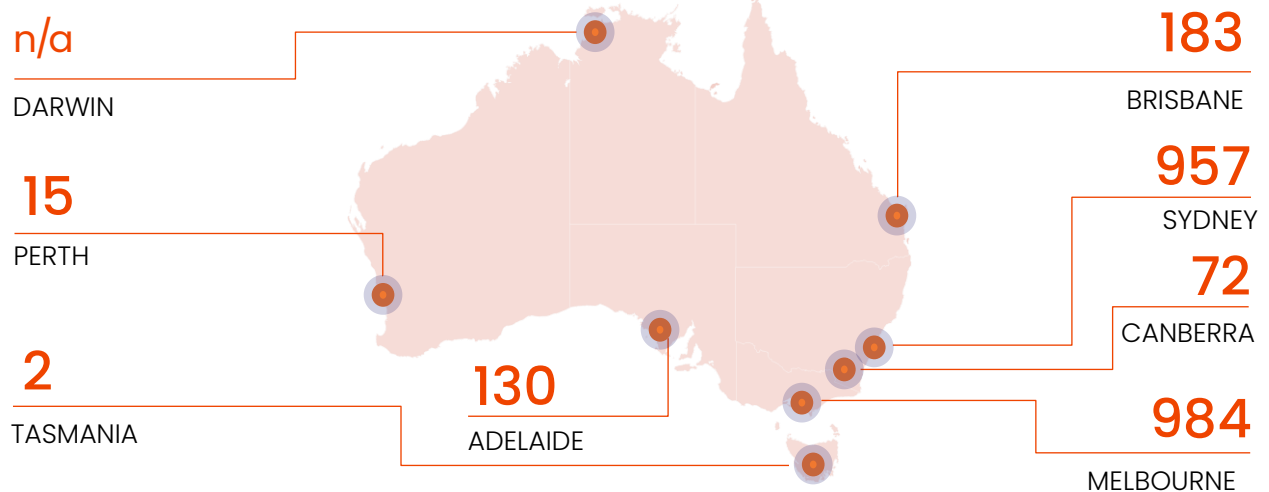 n/a
DARWIN
15
PERTH
2
TASMANIA
130
ADELAIDE
183
BRISBANE
957
SYDNEY
72
CANBERRA
984
MELBOURNE